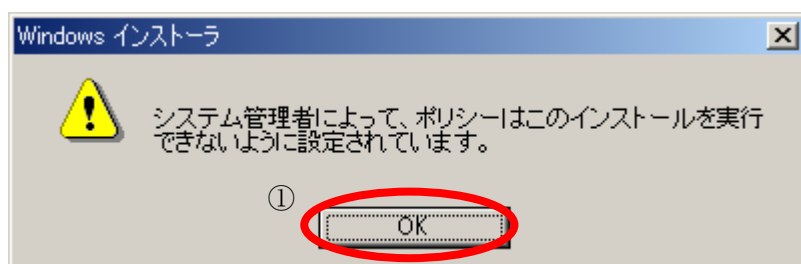 Windows インストーラ
システム管理者によって、ポリシーはこのインストールを実行
できないように設定されています。
①
OK